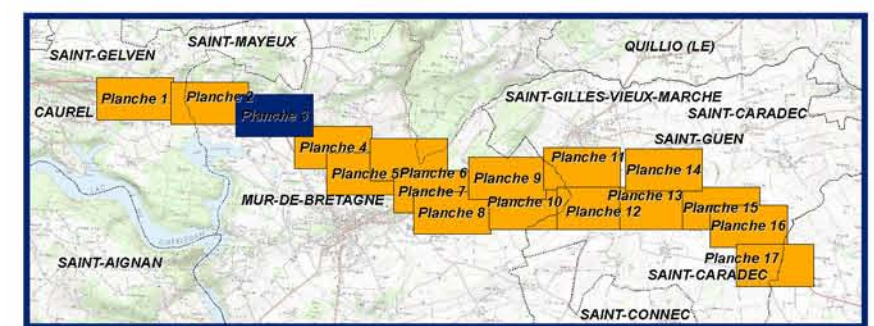 SAINT-GELVEN
SAINT-MAYEUX
QUILLIO (LE)
CAUREL
Planche 1
Planche 2
Planche 3
SAINT-GILLES-VIEUX-MARCHE
SAINT-CARADEC
SAINT-GUEN
Planche 4
Planche 5
Planche 6
Planche 7
Planche 8
Planche 9
Planche 10
Planche 11
Planche 12
Planche 13
Planche 14
Planche 15
Planche 16
Planche 17
MUR-DE-BRETAGNE
SAINT-AIGNAN
SAINT-CARADEC
SAINT-CONNEC